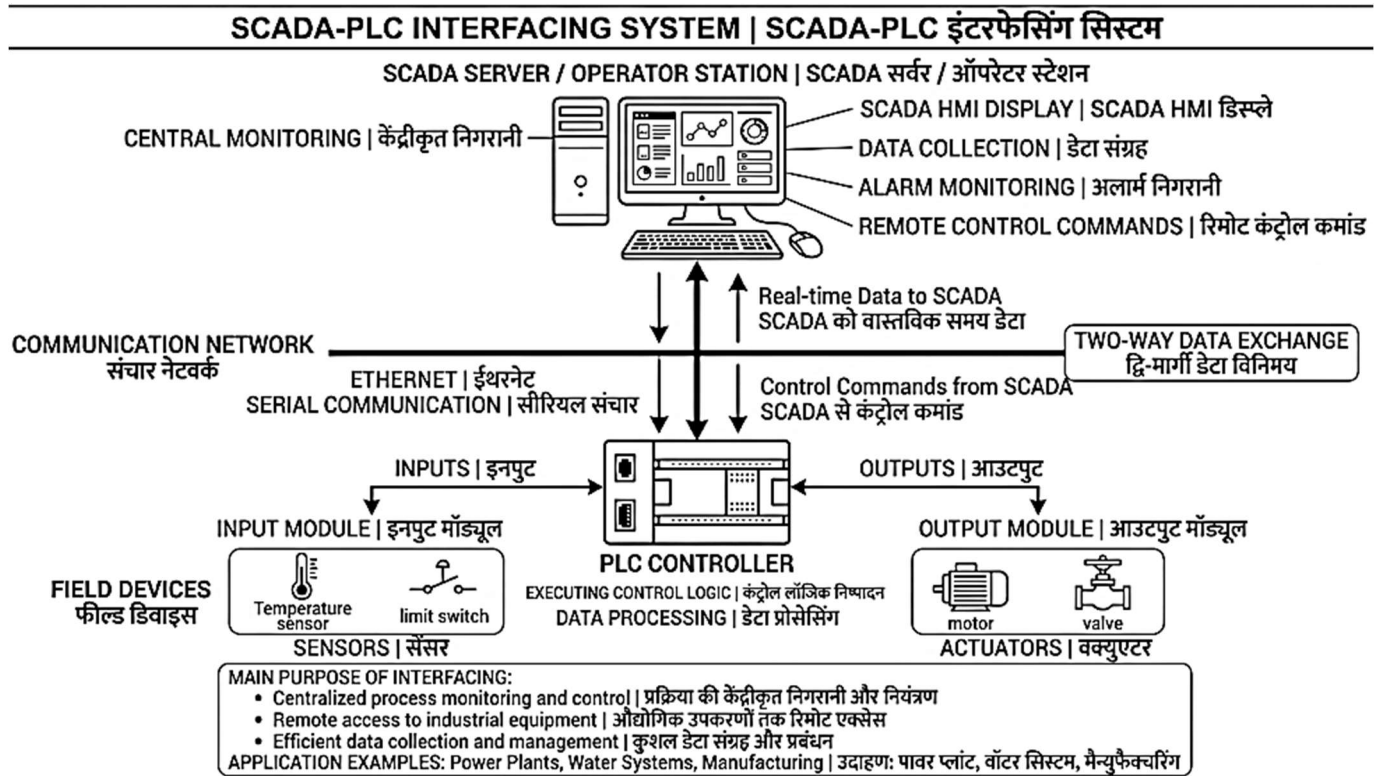 SCADA-PLC INTERFACING SYSTEM | SCADA-PLC इंटरफेसिंग सिस्टम
SCADA SERVER / OPERATOR STATION | SCADA सर्वर / ऑपरेटर स्टेशन
CENTRAL MONITORING | केंद्रीकृत निगरानी
SCADA HMI DISPLAY | SCADA HMI डिस्प्ले
DATA COLLECTION | डेटा संग्रह
ALARM MONITORING | अलार्म निगरानी
REMOTE CONTROL COMMANDS | रिमोट कंट्रोल कमांड
Real-time Data to SCADA
SCADA को वास्तविक समय डेटा
COMMUNICATION NETWORK
संचार नेटवर्क
TWO-WAY DATA EXCHANGE
द्वि-मार्गी डेटा विनिमय
ETHERNET | ईथरनेट
SERIAL COMMUNICATION | सीरियल संचार
Control Commands from SCADA
SCADA से कंट्रोल कमांड
INPUTS | इनपुट
OUTPUTS | आउटपुट
INPUT MODULE | इनपुट मॉड्यूल
OUTPUT MODULE | आउटपुट मॉड्यूल
PLC CONTROLLER
EXECUTING CONTROL LOGIC | कंट्रोल लॉजिक निष्पादन
DATA PROCESSING | डेटा प्रोसेसिंग
FIELD DEVICES
फील्ड डिवाइस
Temperature
sensor
limit switch
motor
valve
SENSORS | सेंसर
ACTUATORS | वक्युएटर
MAIN PURPOSE OF INTERFACING:
• Centralized process monitoring and control | प्रक्रिया की केंद्रीकृत निगरानी और नियंत्रण
• Remote access to industrial equipment | औद्योगिक उपकरणों तक रिमोट एक्सेस
• Efficient data collection and management | कुशल डेटा संग्रह और प्रबंधन
APPLICATION EXAMPLES: Power Plants, Water Systems, Manufacturing | उदाहरण: पावर प्लांट, वॉटर सिस्टम, मैन्युफैक्चरिंग